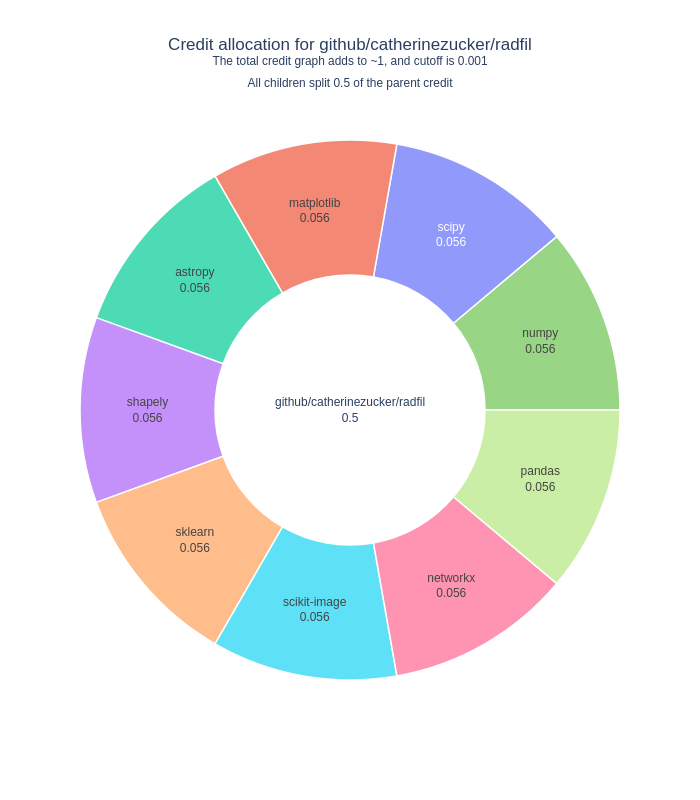 Credit allocation for github/catherinezucker/radfil
The total credit graph adds to ~1, and cutoff is 0.001
All children split 0.5 of the parent credit
matplotlib
0.056
scipy
0.056
astropy
0.056
numpy
0.056
shapely
0.056
github/catherinezucker/radfil
0.5
pandas
0.056
sklearn
0.056
networkx
0.056
scikit-image
0.056